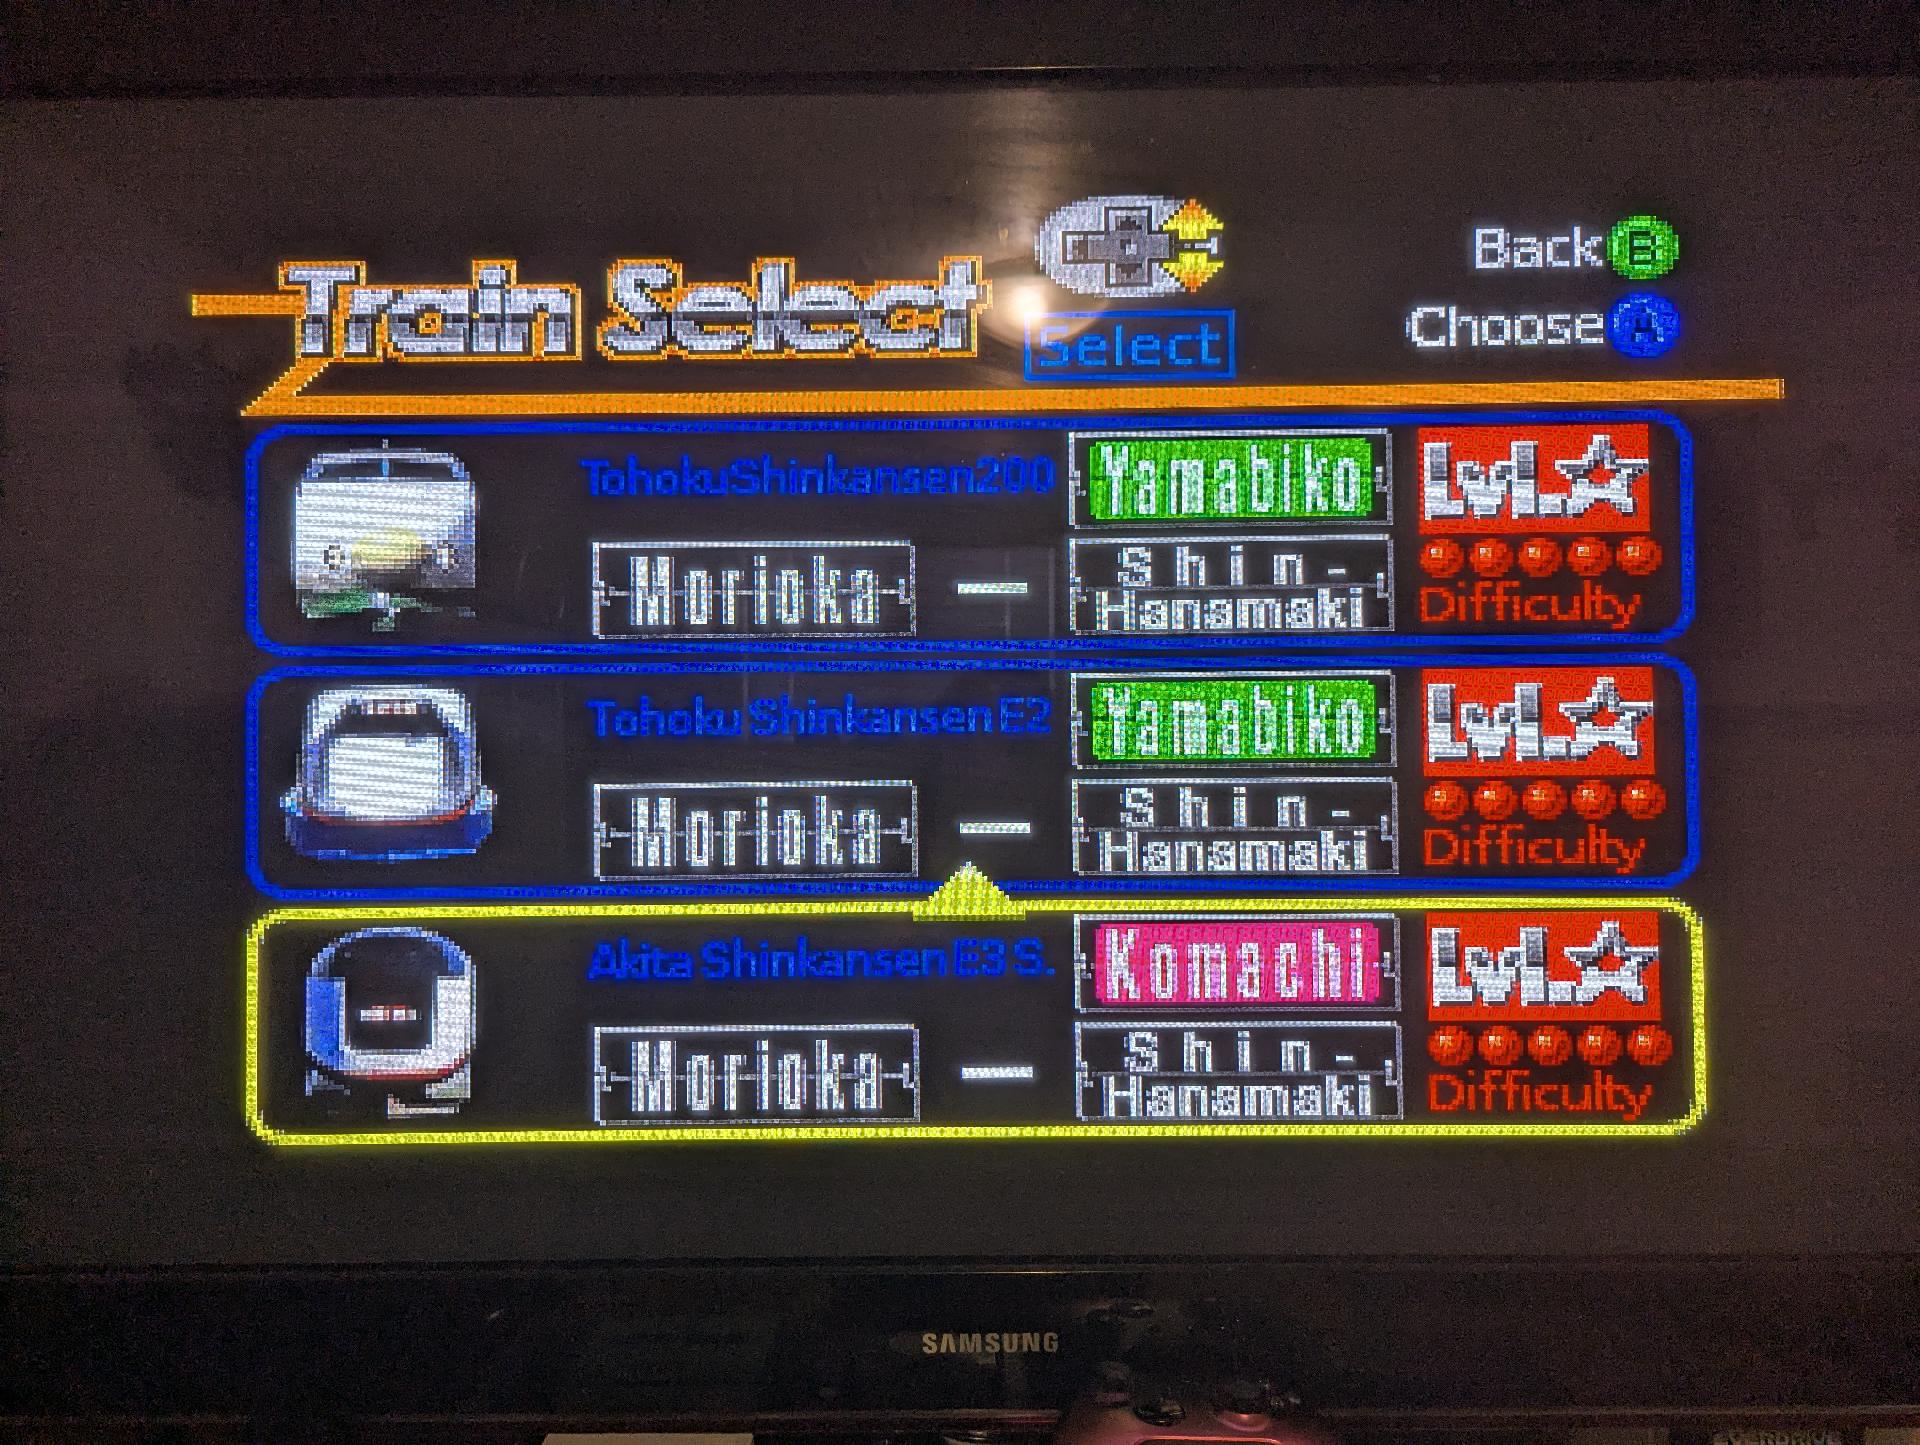 Train Select
Select
Back B
Choose A
TohokuShinkansen200
Yamabiko
Lvl.
Morioka — Shin-
Hanamaki
Difficulty
Tohoku Shinkansen E2
Yamabiko
Lvl.
Morioka — Shin-
Hanamaki
Difficulty
Akita Shinkansen E3 S.
Komachi
Lvl.
Morioka — Shin-
Hanamaki
Difficulty
SAMSUNG
EVERDRIVE